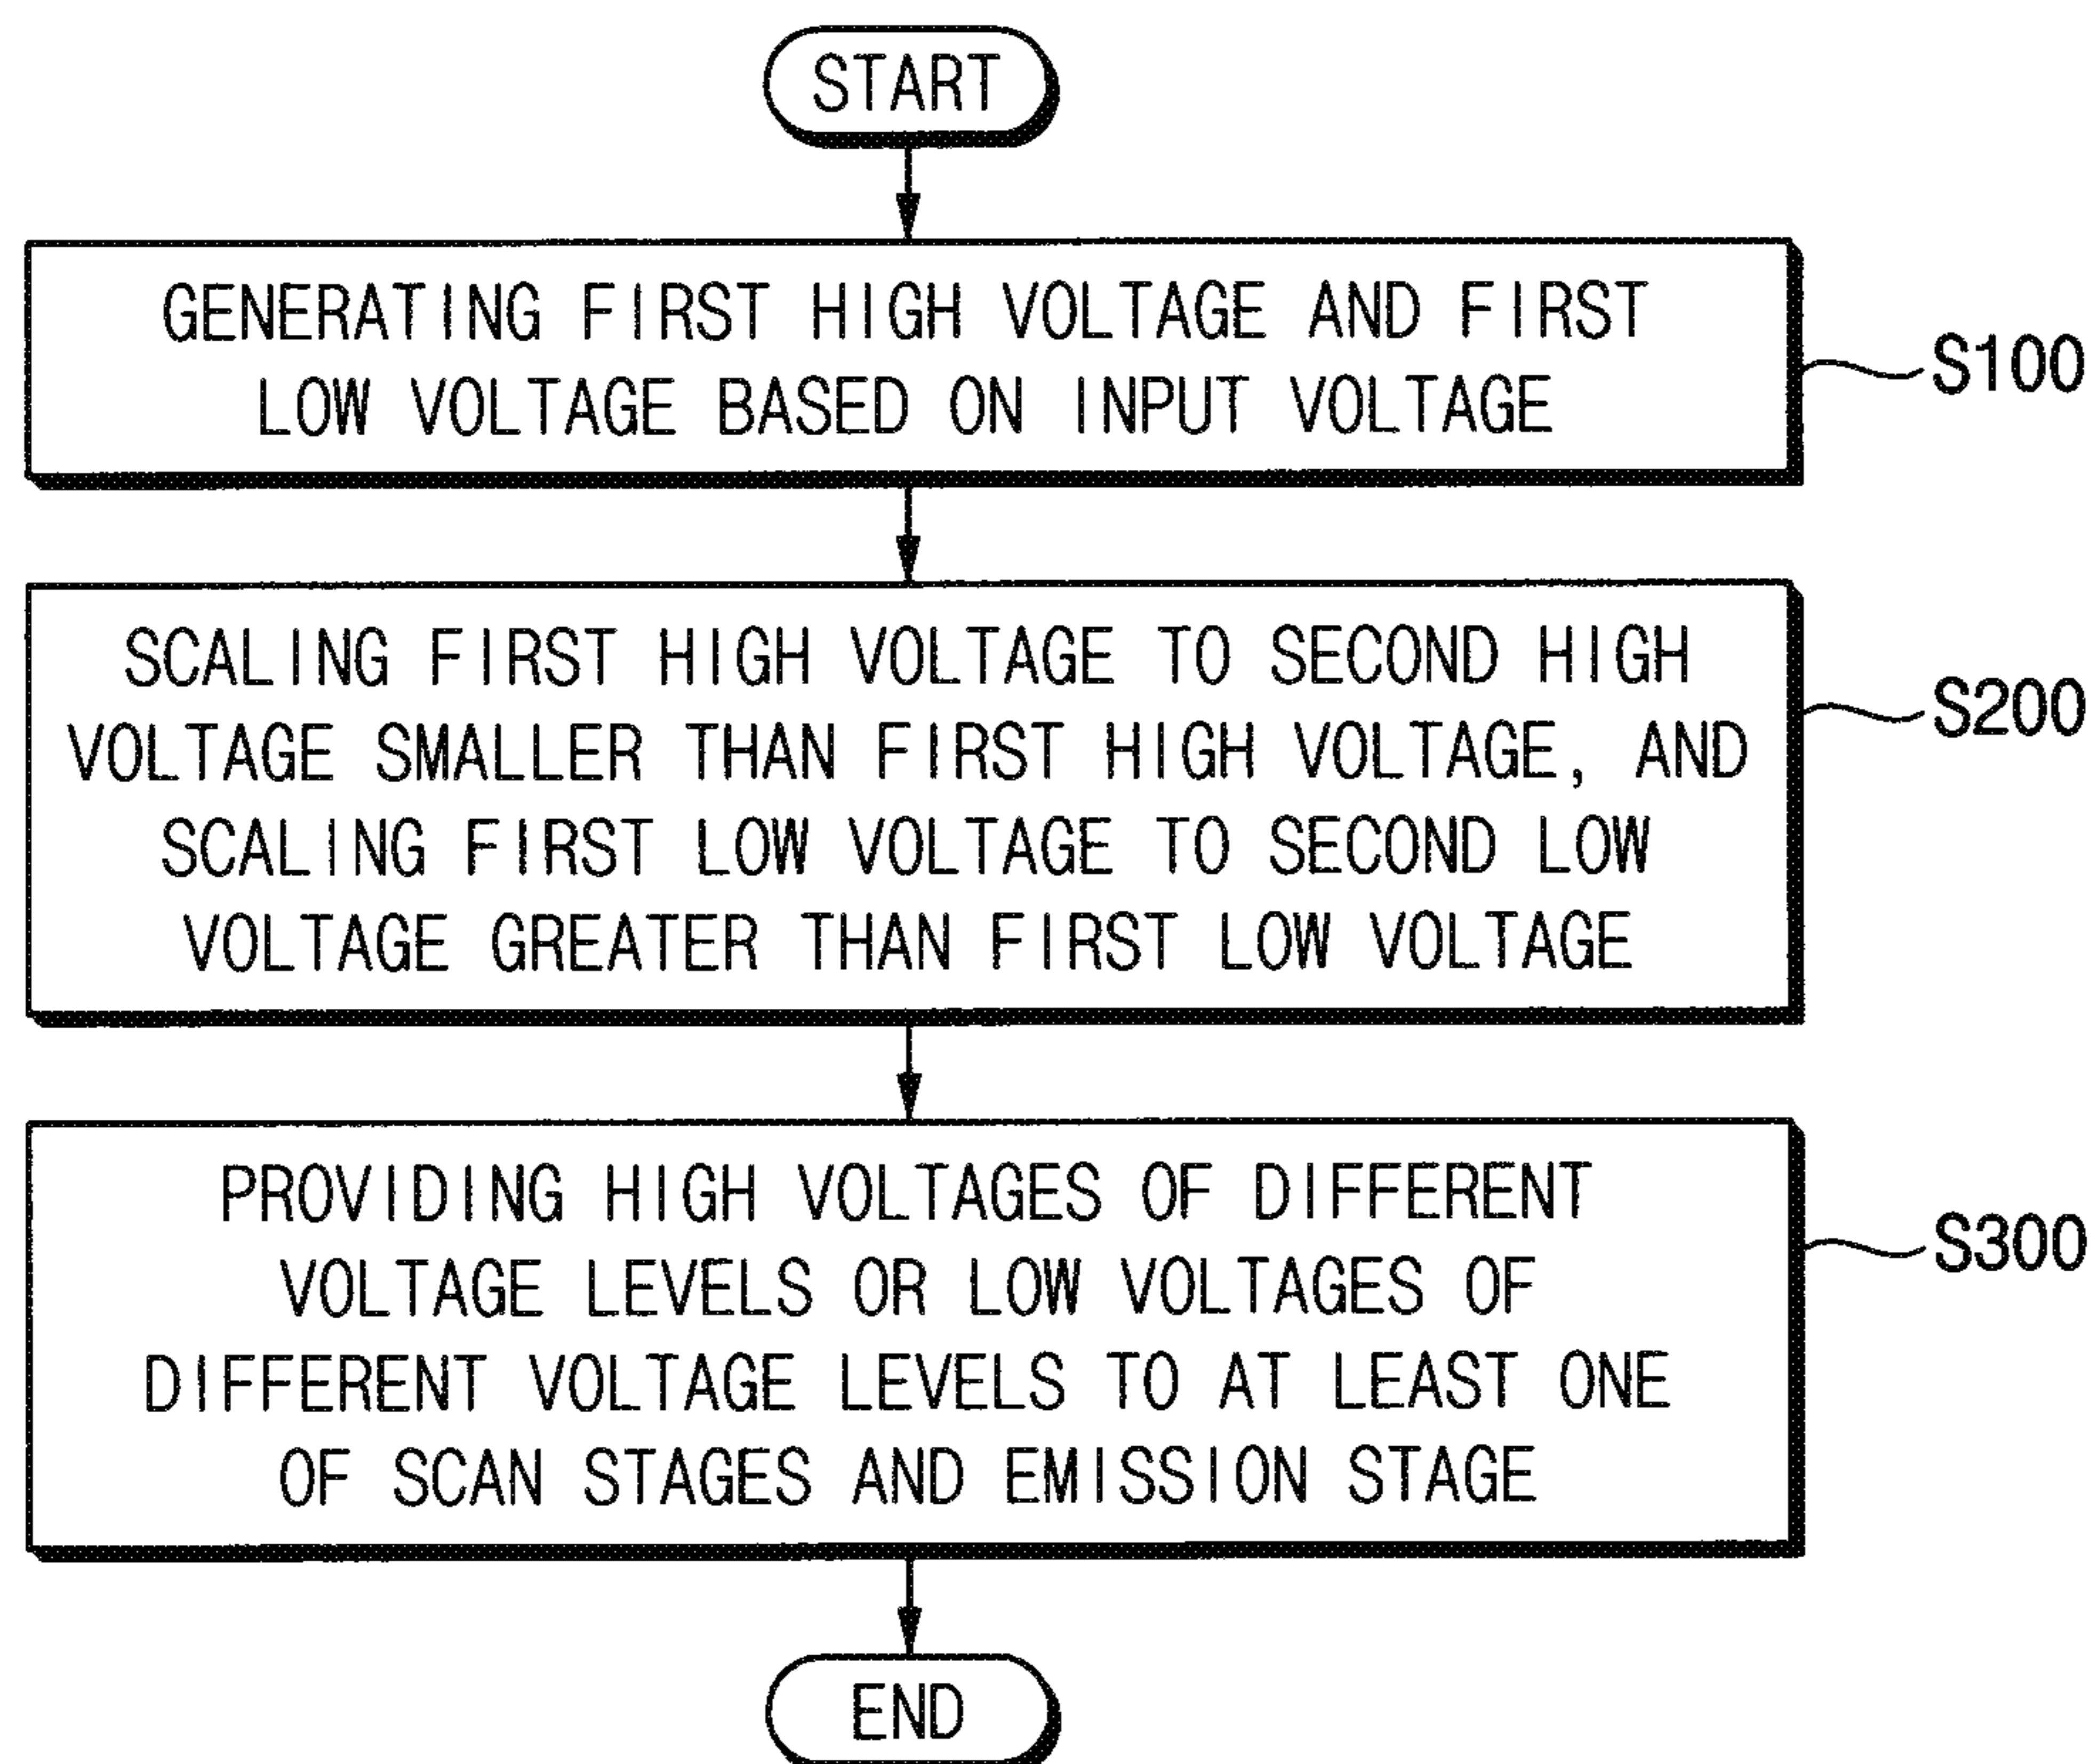 START
GENERATING FIRST HIGH VOLTAGE AND FIRST
LOW VOLTAGE BASED ON INPUT VOLTAGE
S100
SCALING FIRST HIGH VOLTAGE TO SECOND HIGH
VOLTAGE SMALLER THAN FIRST HIGH VOLTAGE, AND
SCALING FIRST LOW VOLTAGE TO SECOND LOW
VOLTAGE GREATER THAN FIRST LOW VOLTAGE
S200
PROVIDING HIGH VOLTAGES OF DIFFERENT
VOLTAGE LEVELS OR LOW VOLTAGES OF
DIFFERENT VOLTAGE LEVELS TO AT LEAST ONE
OF SCAN STAGES AND EMISSION STAGE
S300
END